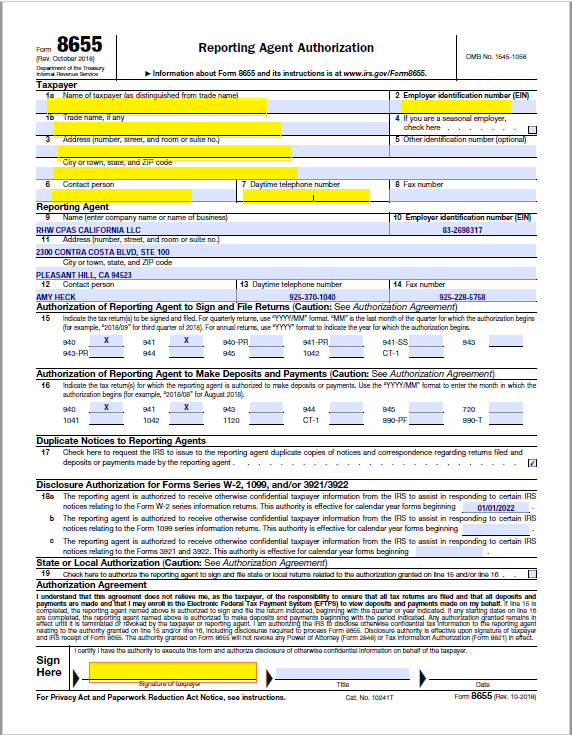 Form 8655
(Rev. October 2018)
Department of the Treasury
Internal Revenue Service
Reporting Agent Authorization
▶ Information about Form 8655 and its instructions is at www.irs.gov/Form8655.
OMB No. 1545-1058
Taxpayer
1a Name of taxpayer (as distinguished from trade name)
2 Employer identification number (EIN)
1b Trade name, if any
4 If you are a seasonal employer,
check here . . . . . . .
3 Address (number, street, and room or suite no.)
5 Other identification number (optional)
City or town, state, and ZIP code
6 Contact person
7 Daytime telephone number
8 Fax number
Reporting Agent
9 Name (enter company name or name of business)
10 Employer identification number (EIN)
RHW CPAS CALIFORNIA LLC
83-2698317
11 Address (number, street, and room or suite no.)
2300 CONTRA COSTA BLVD, STE 100
City or town, state, and ZIP code
PLEASANT HILL, CA 94523
12 Contact person
13 Daytime telephone number
14 Fax number
AMY HECK
925-370-1040
925-228-5758
Authorization of Reporting Agent to Sign and File Returns (Caution: See Authorization Agreement)
15 Indicate the tax return(s) to be signed and filed. For quarterly returns, use “YYYY/MM” format. “MM” is the last month of the quarter for which the authorization begins
(for example, “2018/09” for third quarter of 2018). For annual returns, use “YYYY” format to indicate the year for which the authorization begins.
940 X 941 X 940-PR 941-PR 941-SS 943
943-PR 944 945 1042 CT-1
Authorization of Reporting Agent to Make Deposits and Payments (Caution: See Authorization Agreement)
16 Indicate the tax return(s) for which the reporting agent is authorized to make deposits or payments. Use the “YYYY/MM” format to enter the month in which the
authorization begins (for example, “2018/08” for August 2018).
940 X 941 X 943 944 945 720
1041 1042 1120 CT-1 990-PF 990-T
Duplicate Notices to Reporting Agents
17 Check here to request the IRS to issue to the reporting agent duplicate copies of notices and correspondence regarding returns filed and
deposits or payments made by the reporting agent . . . . . . . . . . . . . . . . . . . . ✓
Disclosure Authorization for Forms Series W-2, 1099, and/or 3921/3922
18a The reporting agent is authorized to receive otherwise confidential taxpayer information from the IRS to assist in responding to certain IRS
notices relating to the Form W-2 series information returns. This authority is effective for calendar year forms beginning 01/01/2022 .
b The reporting agent is authorized to receive otherwise confidential taxpayer information from the IRS to assist in responding to certain IRS
notices relating to the Form 1099 series information returns. This authority is effective for calendar year forms beginning .
c The reporting agent is authorized to receive otherwise confidential taxpayer information from the IRS to assist in responding to certain IRS
notices relating to the Forms 3921 and 3922. This authority is effective for calendar year forms beginning .
State or Local Authorization (Caution: See Authorization Agreement)
19 Check here to authorize the reporting agent to sign and file state or local returns related to the authorization granted on line 15 and/or line 16 . .
Authorization Agreement
I understand that this agreement does not relieve me, as the taxpayer, of the responsibility to ensure that all tax returns are filed and that all deposits and
payments are made and that I may enroll in the Electronic Federal Tax Payment System (EFTPS) to view deposits and payments made on my behalf. If line 15 is
completed, the reporting agent named above is authorized to sign and file the return indicated, beginning with the quarter or year indicated. If any starting dates on line 16
are completed, the reporting agent named above is authorized to make deposits and payments beginning with the period indicated. Any authorization granted remains in
effect until it is terminated or revoked by the taxpayer or reporting agent. I am authorizing the IRS to disclose otherwise confidential tax information to the reporting agent
relating to the authority granted on line 15 and/or line 16, including disclosures required to process Form 8655. Disclosure authority is effective upon signature of taxpayer
and IRS receipt of Form 8655. The authority granted on Form 8655 will not revoke any Power of Attorney (Form 2848) or Tax Information Authorization (Form 8821) in effect.
Sign
Here
I certify I have the authority to execute this form and authorize disclosure of otherwise confidential information on behalf of the taxpayer.
Signature of taxpayer
Title
Date
For Privacy Act and Paperwork Reduction Act Notice, see instructions.
Cat. No. 10241T
Form 8655 (Rev. 10-2018)